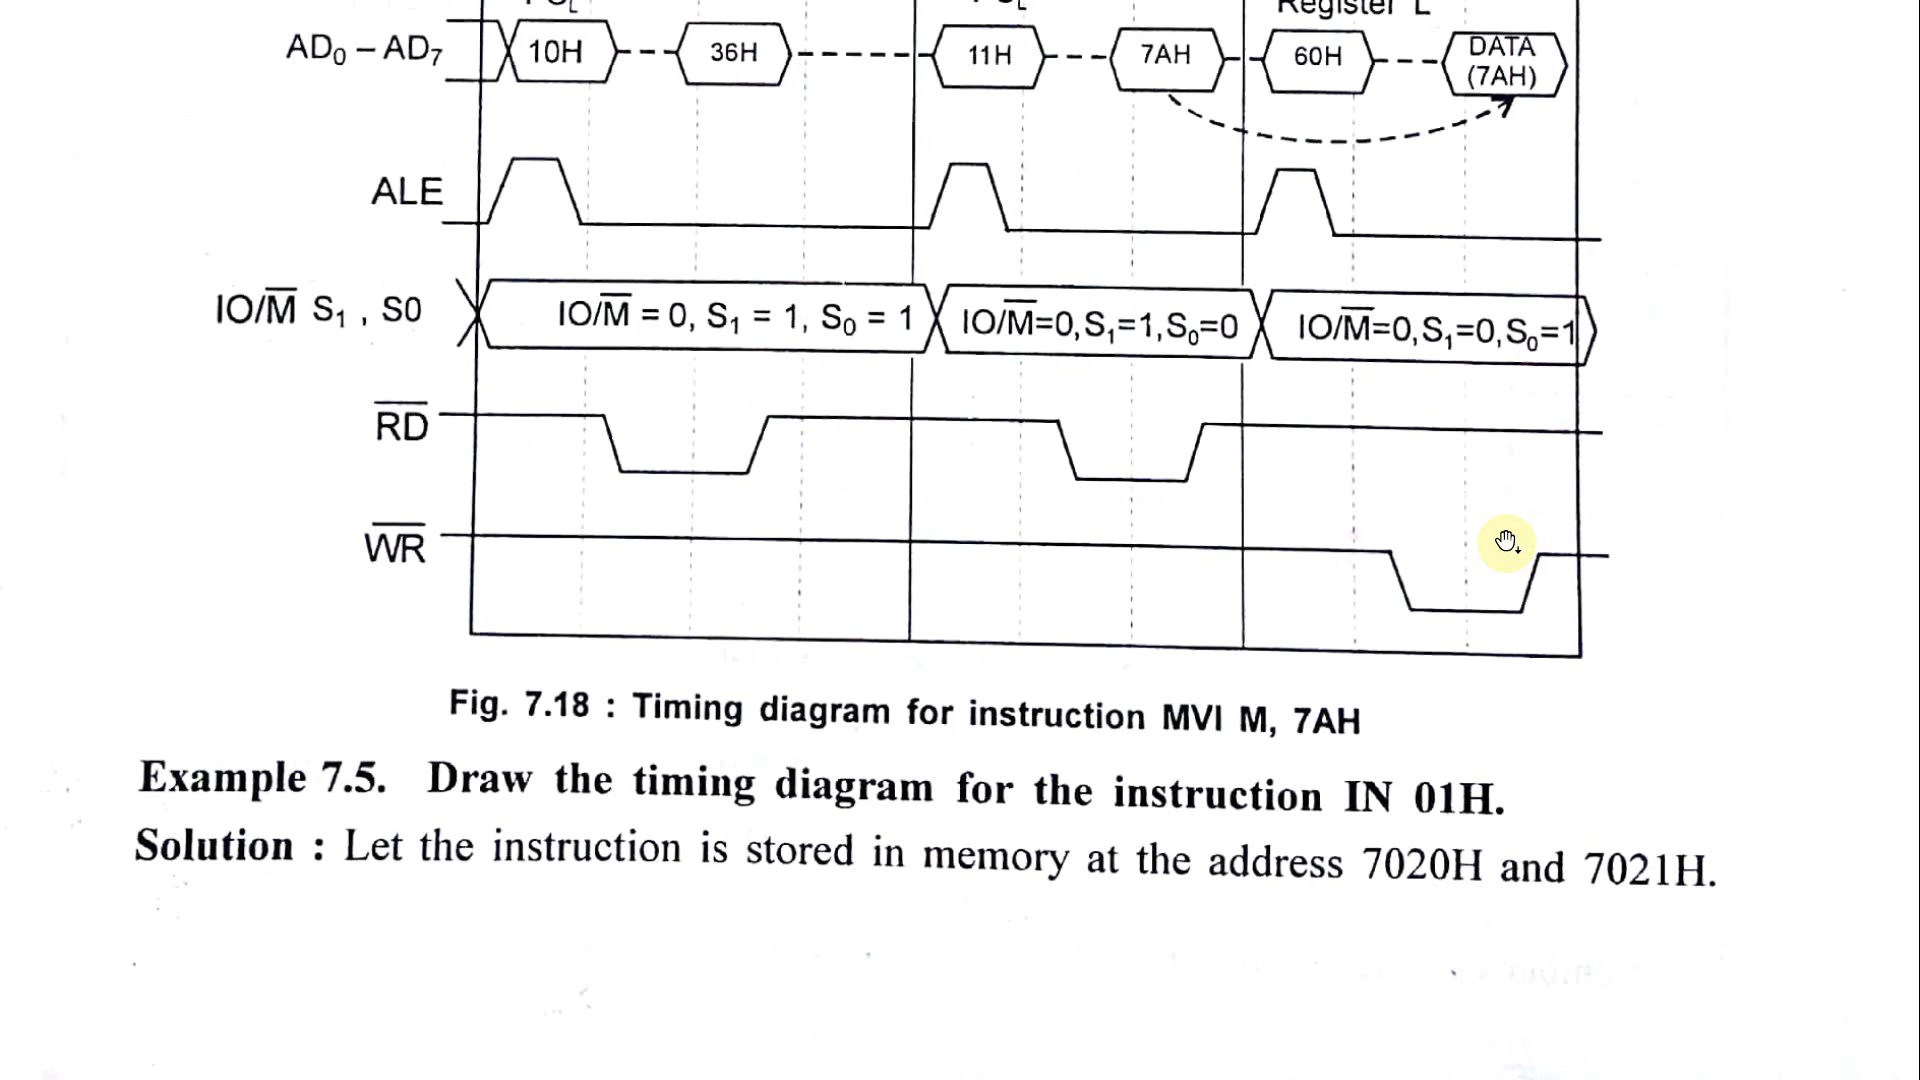 Register L
AD0 – AD7 10H 36H 11H 7AH 60H DATA (7AH)
ALE
IO/M̅ S1 , S0 IO/M̅ = 0, S1 = 1, S0 = 1 IO/M̅=0,S1=1,S0=0 IO/M̅=0,S1=0,S0=1
R̅D̅
W̅R̅
Fig. 7.18 : Timing diagram for instruction MVI M, 7AH
Example 7.5. Draw the timing diagram for the instruction IN 01H.
Solution : Let the instruction is stored in memory at the address 7020H and 7021H.